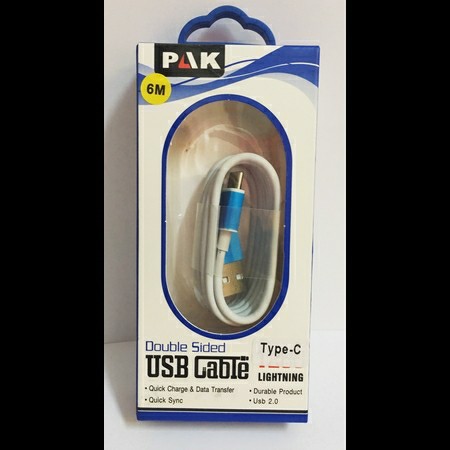 PAK
6M
Double Sided
USB Cable
Type-C
LIGHTNING
• Quick Charge & Data Transfer
• Durable Product
• Quick Sync
• Usb 2.0